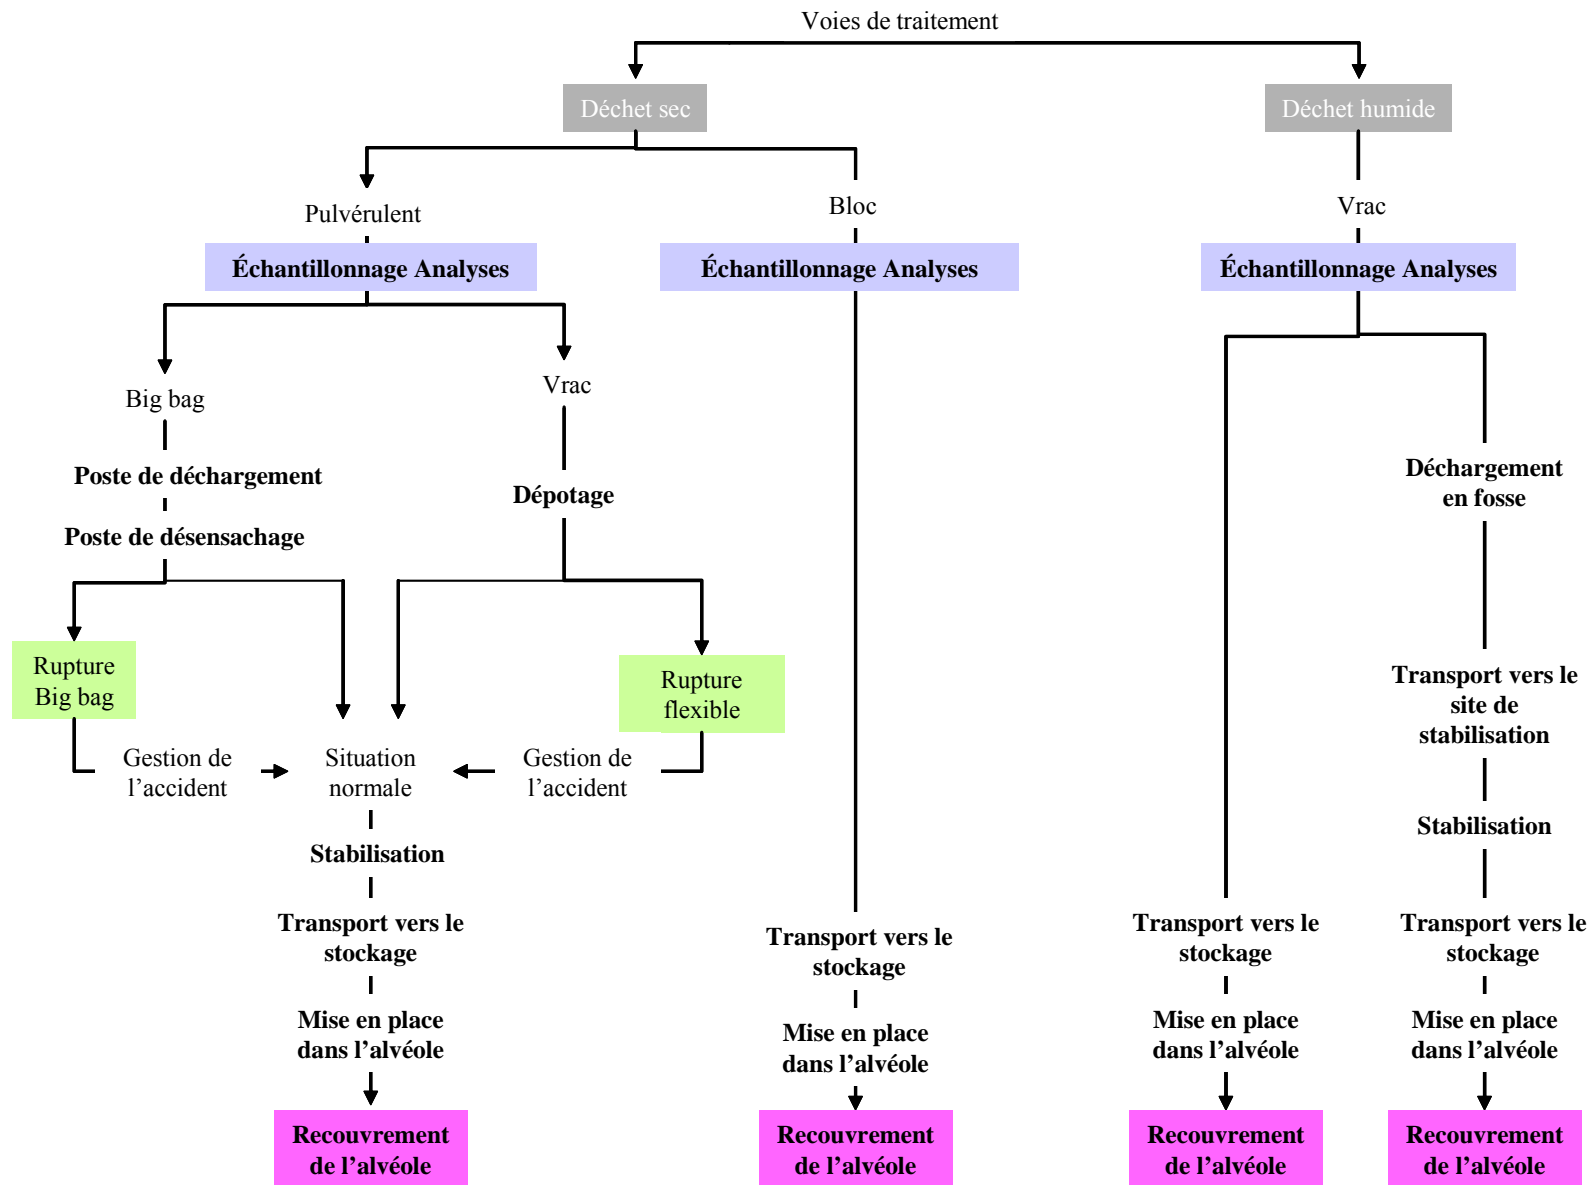 Voies de traitement
Déchet sec
Déchet humide
Pulvérulent
Bloc
Vrac
Échantillonnage Analyses
Échantillonnage Analyses
Échantillonnage Analyses
Big bag
Vrac
Poste de déchargement
Dépotage
Poste de désensachage
Déchargement
en fosse
Rupture
Big bag
Rupture
flexible
Transport vers le
site de
stabilisation
Gestion de
l’accident
Situation
normale
Gestion de
l’accident
Stabilisation
Stabilisation
Transport vers le
stockage
Transport vers le
stockage
Transport vers le
stockage
Transport vers le
stockage
Mise en place
dans l’alvéole
Mise en place
dans l’alvéole
Mise en place
dans l’alvéole
Mise en place
dans l’alvéole
Recouvrement
de l’alvéole
Recouvrement
de l’alvéole
Recouvrement
de l’alvéole
Recouvrement
de l’alvéole